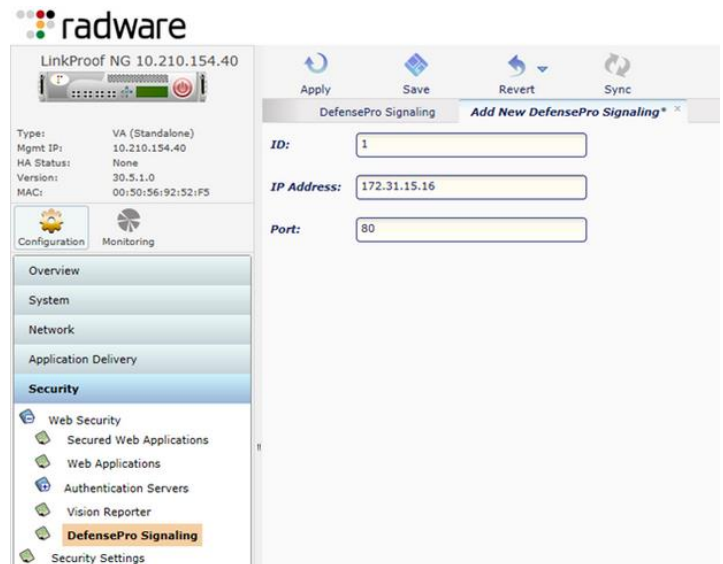 radware
LinkProof NG 10.210.154.40
Type: VA (Standalone)
Mgmt IP: 10.210.154.40
HA Status: None
Version: 30.5.1.0
MAC: 00:50:56:92:52:F5
Configuration Monitoring
Overview
System
Network
Application Delivery
Security
Web Security
Secured Web Applications
Web Applications
Authentication Servers
Vision Reporter
DefensePro Signaling
Security Settings
Apply Save Revert Sync
DefensePro Signaling Add New DefensePro Signaling* ×
ID: 1
IP Address: 172.31.15.16
Port: 80